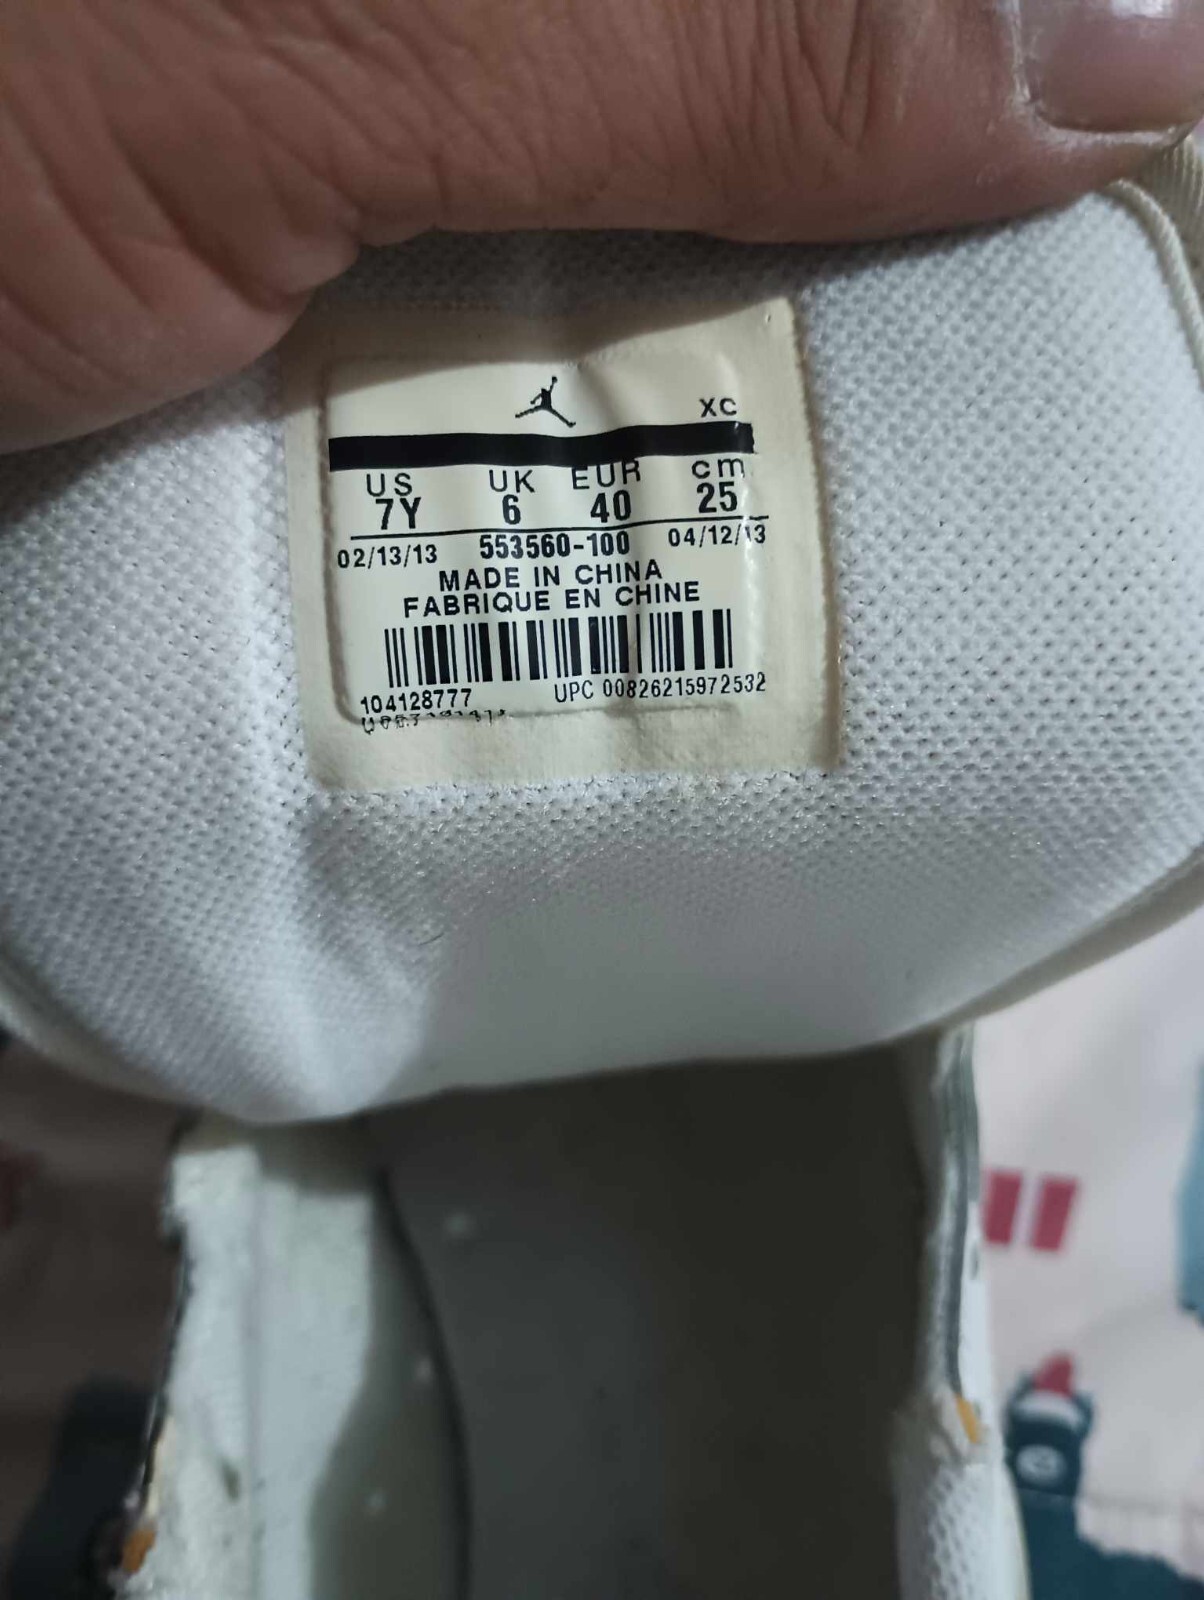 XC
US UK EUR cm
7Y 6 40 25
02/13/13 553560-100 04/12/13
MADE IN CHINA
FABRIQUE EN CHINE
104128777 UPC 00826215972532